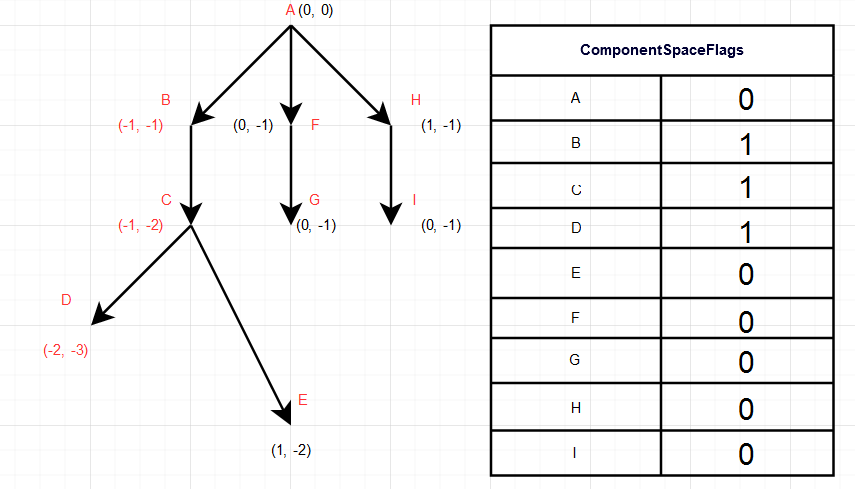 A (0, 0)
B
H
(-1, -1)
(0, -1)
F
(1, -1)
C
G
I
(-1, -2)
(0, -1)
(0, -1)
D
(-2, -3)
E
(1, -2)
ComponentSpaceFlags
A 0
B 1
C 1
D 1
E 0
F 0
G 0
H 0
I 0